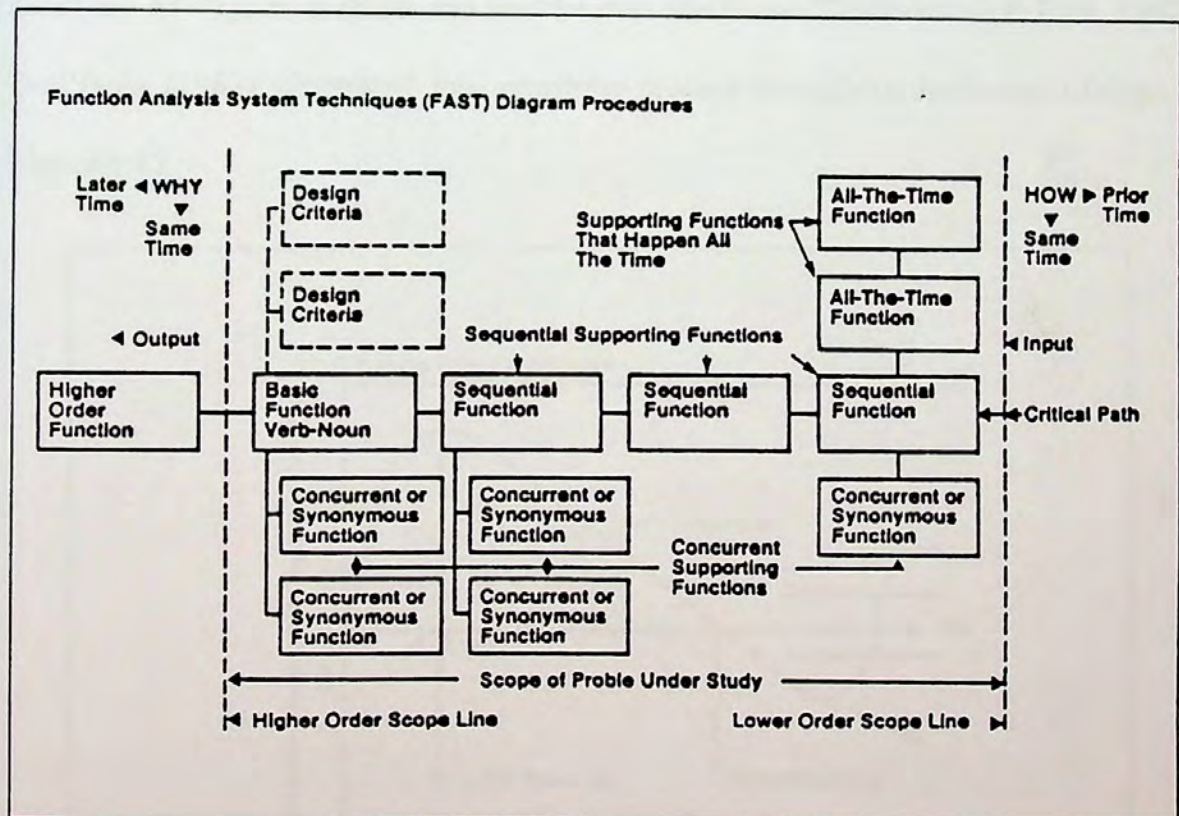 Function Analysis System Techniques (FAST) Diagram Procedures
Later ◄ WHY
Time
▼
Same
Time
Design
Criteria
Supporting Functions
That Happen All
The Time
All-The-Time
Function
HOW ► Prior
Time
▼
Same
Time
Design
Criteria
All-The-Time
Function
◄ Output
Sequential Supporting Functions
◄ Input
Higher
Order
Function
Basic
Function
Verb-Noun
Sequential
Function
Sequential
Function
Sequential
Function
Critical Path
Concurrent or
Synonymous
Function
Concurrent or
Synonymous
Function
Concurrent or
Synonymous
Function
Concurrent
Supporting
Functions
Concurrent or
Synonymous
Function
Concurrent or
Synonymous
Function
Scope of Proble Under Study
Higher Order Scope Line
Lower Order Scope Line